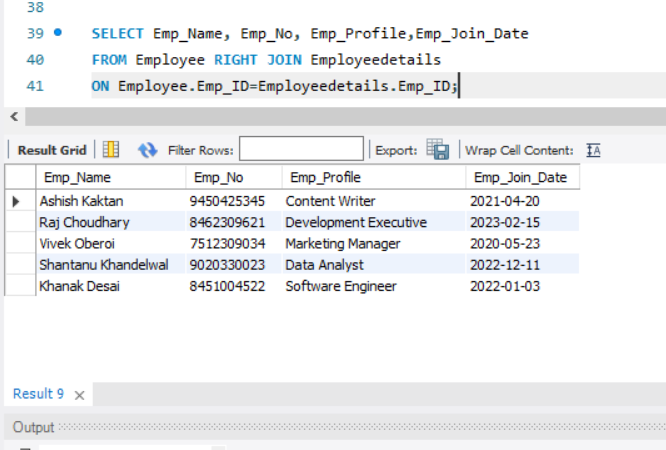 38
39 SELECT Emp_Name, Emp_No, Emp_Profile,Emp_Join_Date
40 FROM Employee RIGHT JOIN Employeedetails
41 ON Employee.Emp_ID=Employeedetails.Emp_ID;
Result Grid Filter Rows: Export: Wrap Cell Content: IA
Emp_Name Emp_No Emp_Profile Emp_Join_Date
Ashish Kaktan 9450425345 Content Writer 2021-04-20
Raj Choudhary 8462309621 Development Executive 2023-02-15
Vivek Oberoi 7512309034 Marketing Manager 2020-05-23
Shantanu Khandelwal 9020330023 Data Analyst 2022-12-11
Khanak Desai 8451004522 Software Engineer 2022-01-03
Result 9
Output